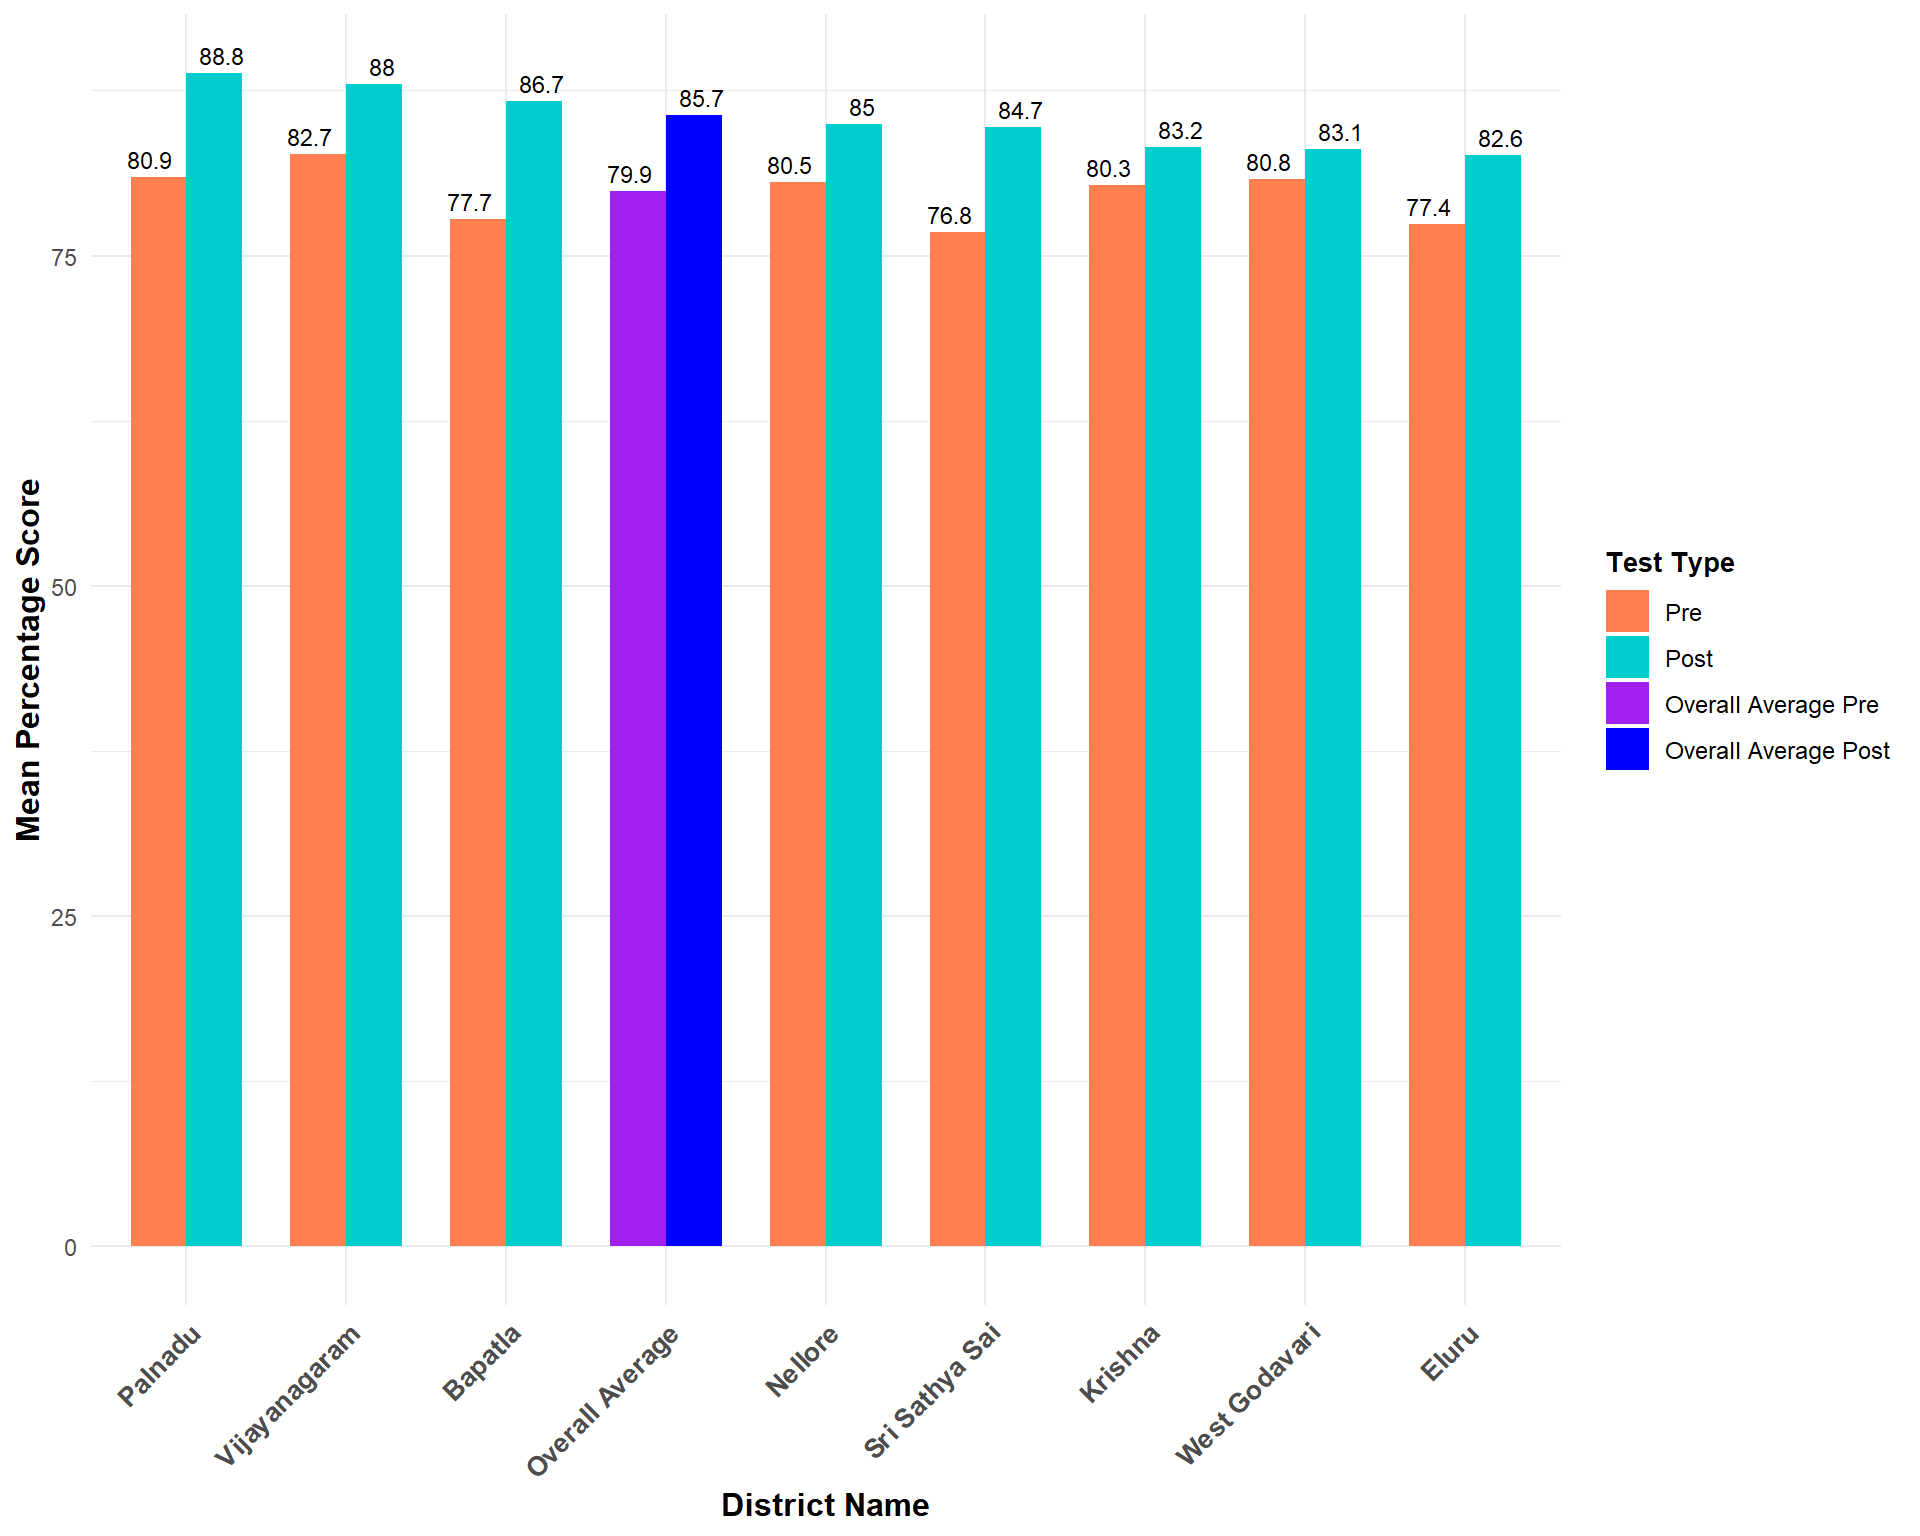 88.8
88
86.7
85.7
85
84.7
83.2
83.1
82.6
80.9
82.7
77.7
79.9
80.5
76.8
80.3
80.8
77.4
75
50
25
0
Mean Percentage Score
Palnadu
Vijayanagaram
Bapatla
Overall Average
Nellore
Sri Sathya Sai
Krishna
West Godavari
Eluru
District Name
Test Type
Pre
Post
Overall Average Pre
Overall Average Post